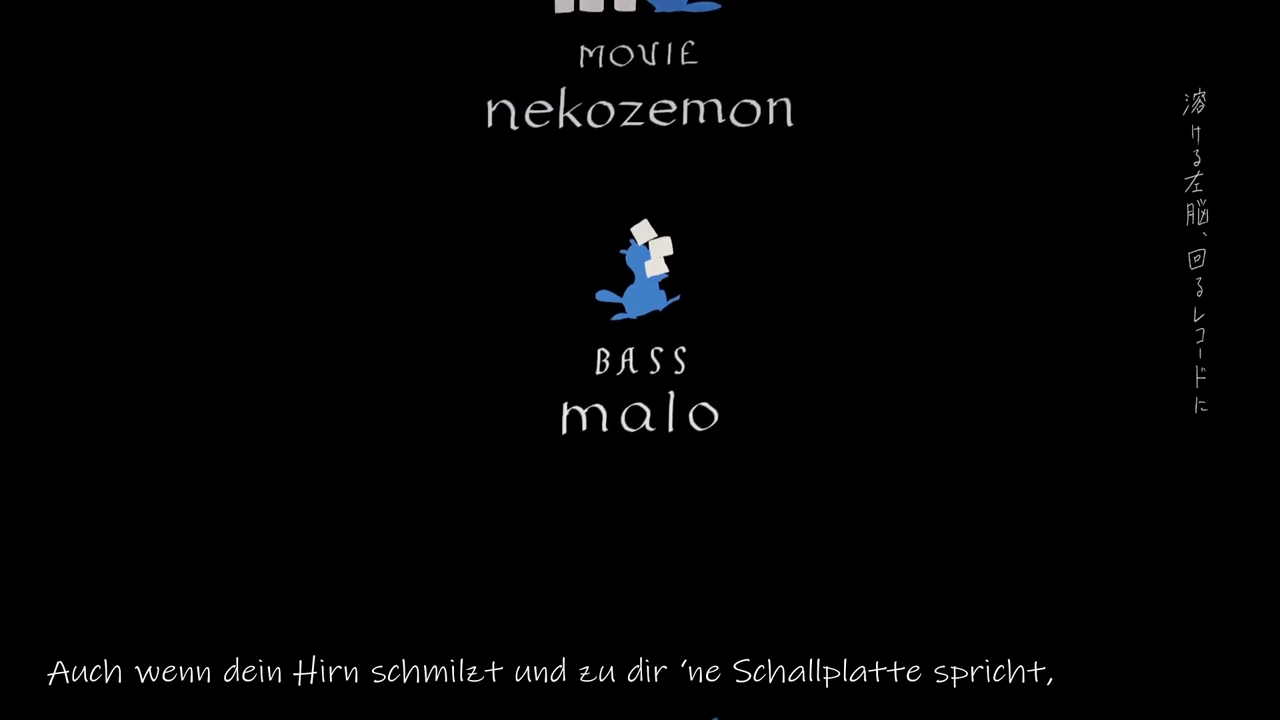 MOVIE
nekozemon
BASS
malo
溶ける左脳、回るレコードに
Auch wenn dein Hirn schmilzt und zu dir ‘ne Schallplatte spricht,